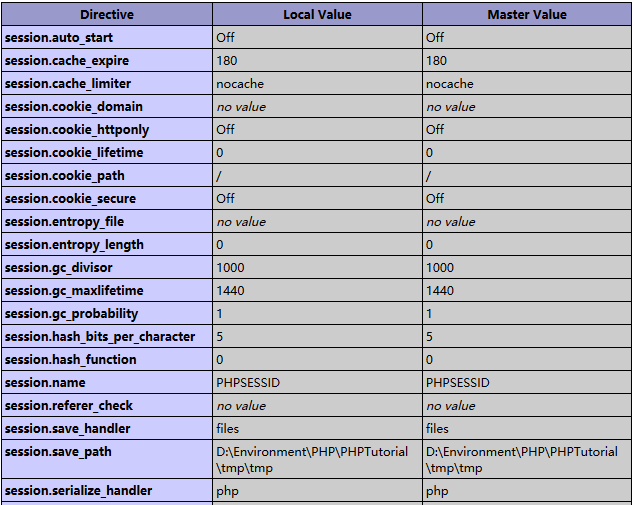 Directive Local Value Master Value
session.auto_start Off Off
session.cache_expire 180 180
session.cache_limiter nocache nocache
session.cookie_domain no value no value
session.cookie_httponly Off Off
session.cookie_lifetime 0 0
session.cookie_path / /
session.cookie_secure Off Off
session.entropy_file no value no value
session.entropy_length 0 0
session.gc_divisor 1000 1000
session.gc_maxlifetime 1440 1440
session.gc_probability 1 1
session.hash_bits_per_character 5 5
session.hash_function 0 0
session.name PHPSESSID PHPSESSID
session.referer_check no value no value
session.save_handler files files
session.save_path D:\Environment\PHP\PHPTutorial D:\Environment\PHP\PHPTutorial
\tmp\tmp \tmp\tmp
session.serialize_handler php php